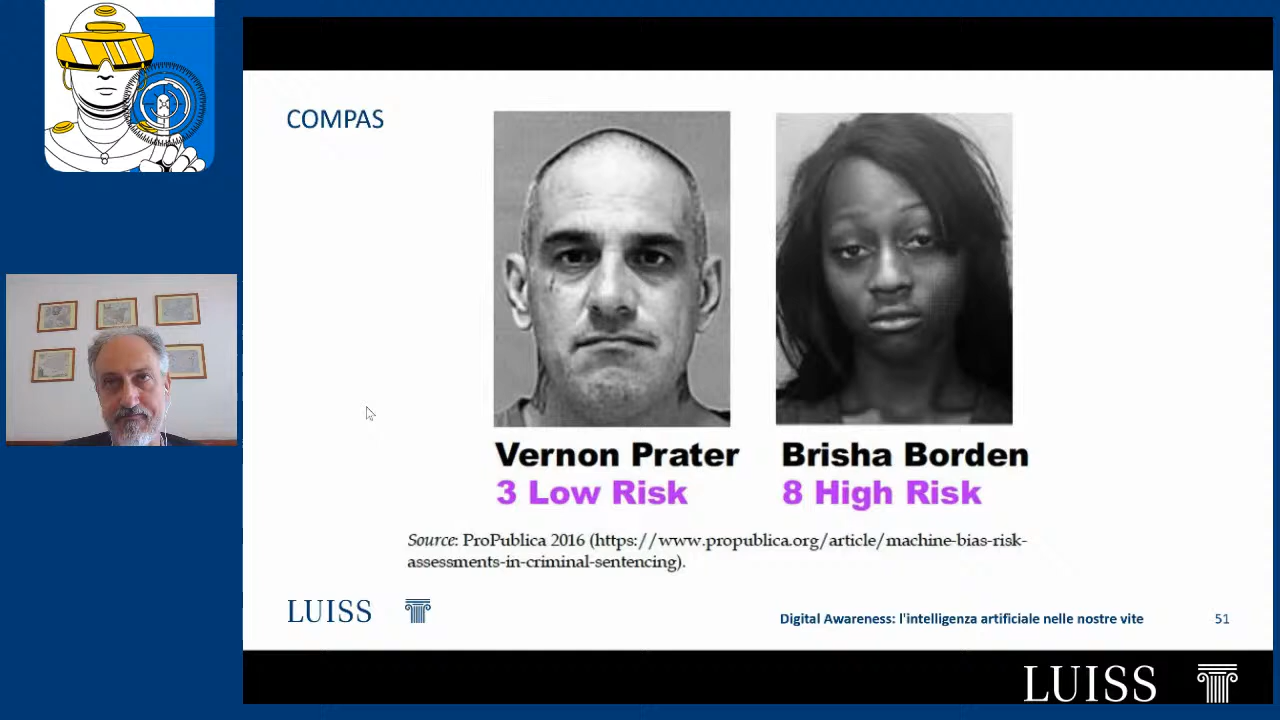 COMPAS
Vernon Prater
3 Low Risk
Brisha Borden
8 High Risk
Source: ProPublica 2016 (https://www.propublica.org/article/machine-bias-risk-
assessments-in-criminal-sentencing).
LUISS
Digital Awareness: l'intelligenza artificiale nelle nostre vite
51
LUISS